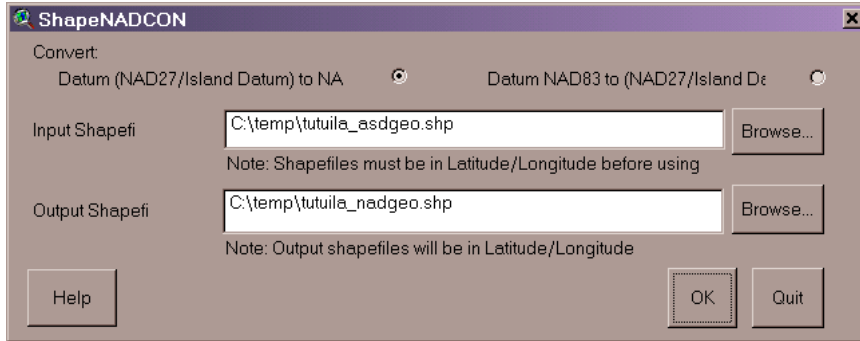 ShapeNADCON
Convert:
Datum (NAD27/Island Datum) to NA
Datum NAD83 to (NAD27/Island Da
Input Shapefi
C:\temp\tutuila_asdgeo.shp
Browse...
Note: Shapefiles must be in Latitude/Longitude before using
Output Shapefi
C:\temp\tutuila_nadgeo.shp
Browse...
Note: Output shapefiles will be in Latitude/Longitude
Help
OK
Quit